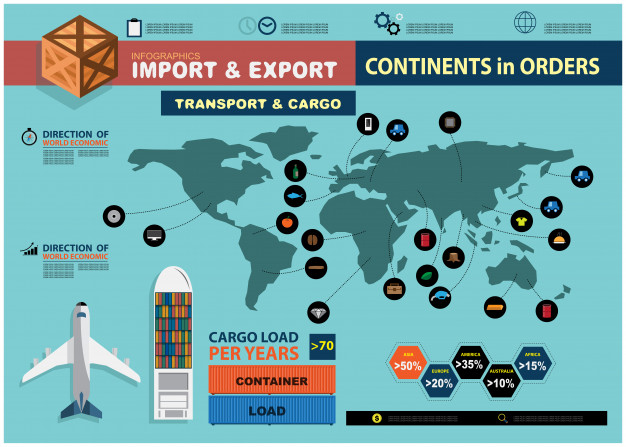 INFOGRAPHICS
IMPORT & EXPORT
CONTINENTS in ORDERS
TRANSPORT & CARGO
DIRECTION OF
WORLD ECONOMIC
DIRECTION OF
WORLD ECONOMIC
CARGO LOAD
PER YEARS
>70
CONTAINER
LOAD
ASIA
>50%
EUROPE
>20%
AMERICA
>35%
AUSTRALIA
>10%
AFRICA
>15%